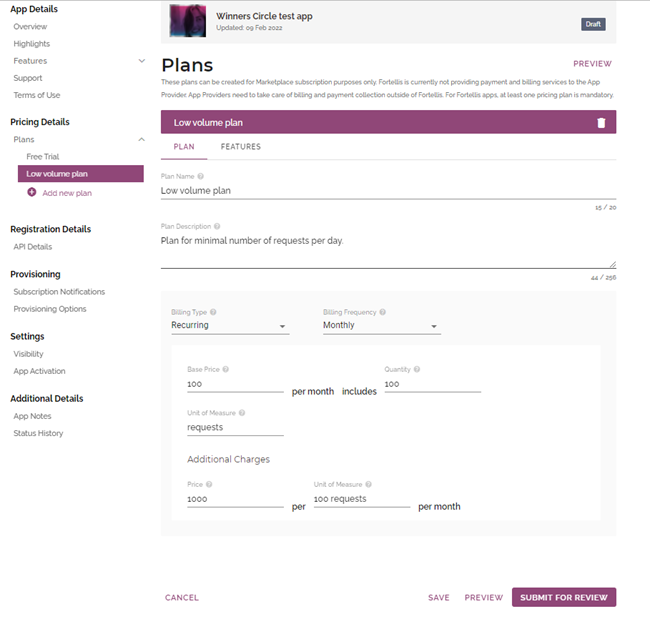 App Details
Overview
Highlights
Features
Support
Terms of Use
Pricing Details
Plans
Free Trial
Low volume plan
Add new plan
Registration Details
API Details
Provisioning
Subscription Notifications
Provisioning Options
Settings
Visibility
App Activation
Additional Details
App Notes
Status History
Winners Circle test app
Updated: 09 Feb 2022
Draft
Plans
PREVIEW
These plans can be created for Marketplace subscription purposes only. Fortellis is currently not providing payment and billing services to the App
Provider. App Providers need to take care of billing and payment collection outside of Fortellis. For Fortellis apps, at least one pricing plan is mandatory.
Low volume plan
PLAN FEATURES
Plan Name
Low volume plan
15 / 20
Plan Description
Plan for minimal number of requests per day.
44 / 256
Billing Type Billing Frequency
Recurring Monthly
Base Price Quantity
100 per month includes 100
Unit of Measure
requests
Additional Charges
Price Unit of Measure
1000 per 100 requests per month
CANCEL SAVE PREVIEW SUBMIT FOR REVIEW